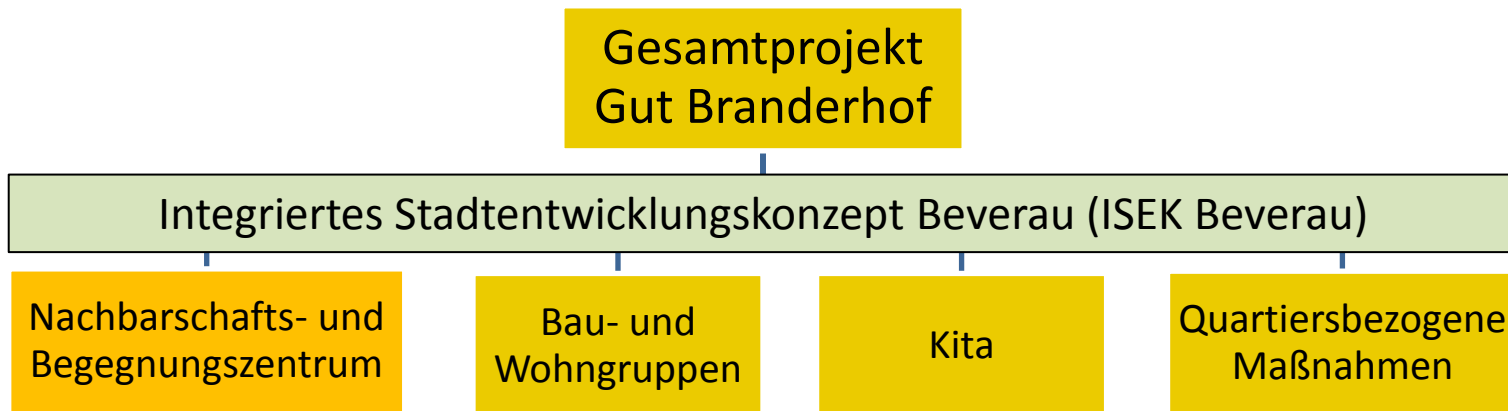 Gesamtprojekt
Gut Branderhof
Integriertes Stadtentwicklungskonzept Beverau (ISEK Beverau)
Nachbarschafts- und
Begegnungszentrum
Bau- und
Wohngruppen
Kita
Quartiersbezogene
Maßnahmen